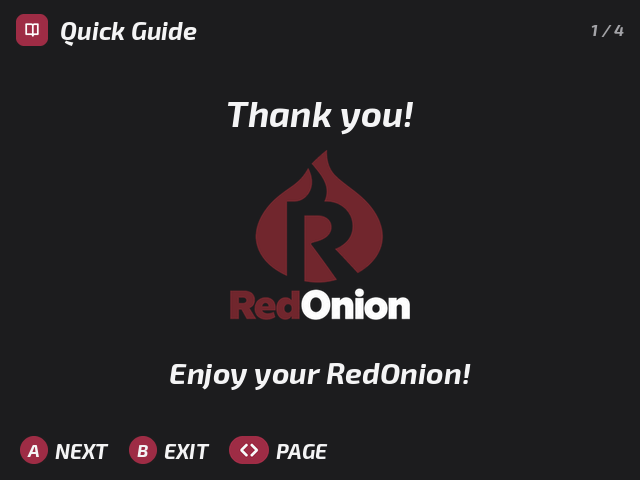 Quick Guide
1 / 4
Thank you!
RedOnion
Enjoy your RedOnion!
A NEXT B EXIT <> PAGE